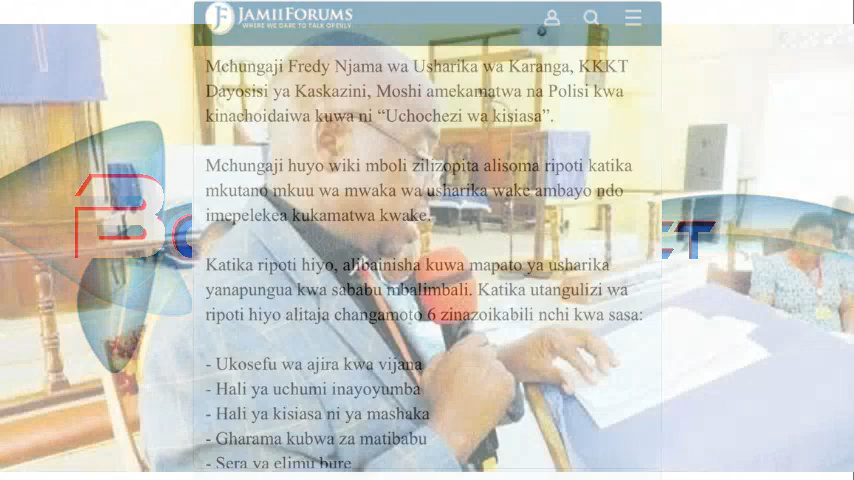 JAMIIFORUMS
WHERE WE DARE TO TALK OPENLY
Mchungaji Fredy Njama wa Usharika wa Karanga, KKKT
Dayosisi ya Kaskazini, Moshi amekamatwa na Polisi kwa
kinachoidaiwa kuwa ni “Uchochezi wa kisiasa”.
Mchungaji huyo wiki mboli zilizopita alisoma ripoti katika
mkutano mkuu wa mwaka wa usharika wake ambayo ndo
imepelekea kukamatwa kwake.
Katika ripoti hiyo, alibainisha kuwa mapato ya usharika
yanapungua kwa sababu mbalimbali. Katika utangulizi wa
ripoti hiyo alitaja changamoto 6 zinazoikabili nchi kwa sasa:
- Ukosefu wa ajira kwa vijana
- Hali ya uchumi inayoyumba
- Hali ya kisiasa ni ya mashaka
- Gharama kubwa za matibabu
- Sera ya elimu bure